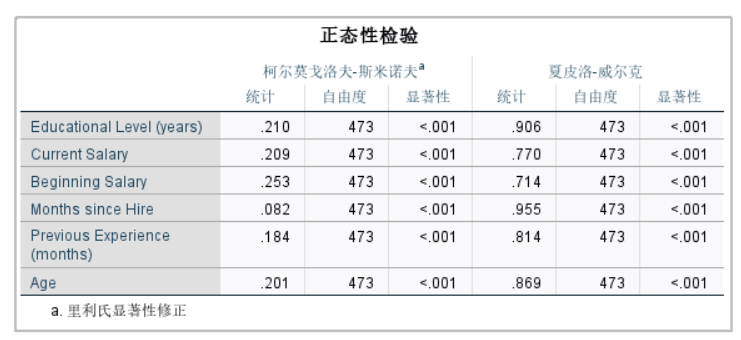 正态性检验
柯尔莫戈洛夫-斯米诺夫a 夏皮洛-威尔克
统计 自由度 显著性 统计 自由度 显著性
Educational Level (years) .210 473 <.001 .906 473 <.001
Current Salary .209 473 <.001 .770 473 <.001
Beginning Salary .253 473 <.001 .714 473 <.001
Months since Hire .082 473 <.001 .955 473 <.001
Previous Experience
(months) .184 473 <.001 .814 473 <.001
Age .201 473 <.001 .869 473 <.001
a. 里利氏显著性修正